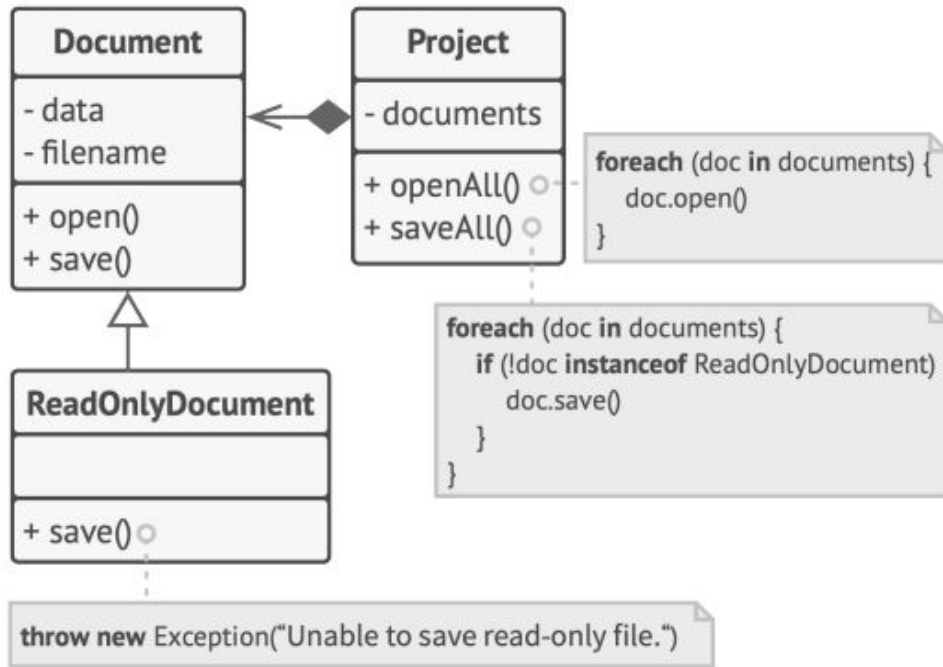 Document
- data
- filename
+ open()
+ save()
Project
- documents
+ openAll()
+ saveAll()
foreach (doc in documents) {
doc.open()
}
foreach (doc in documents) {
if (!doc instanceof ReadOnlyDocument)
doc.save()
}
}
ReadOnlyDocument
+ save()
throw new Exception(“Unable to save read-only file.“)